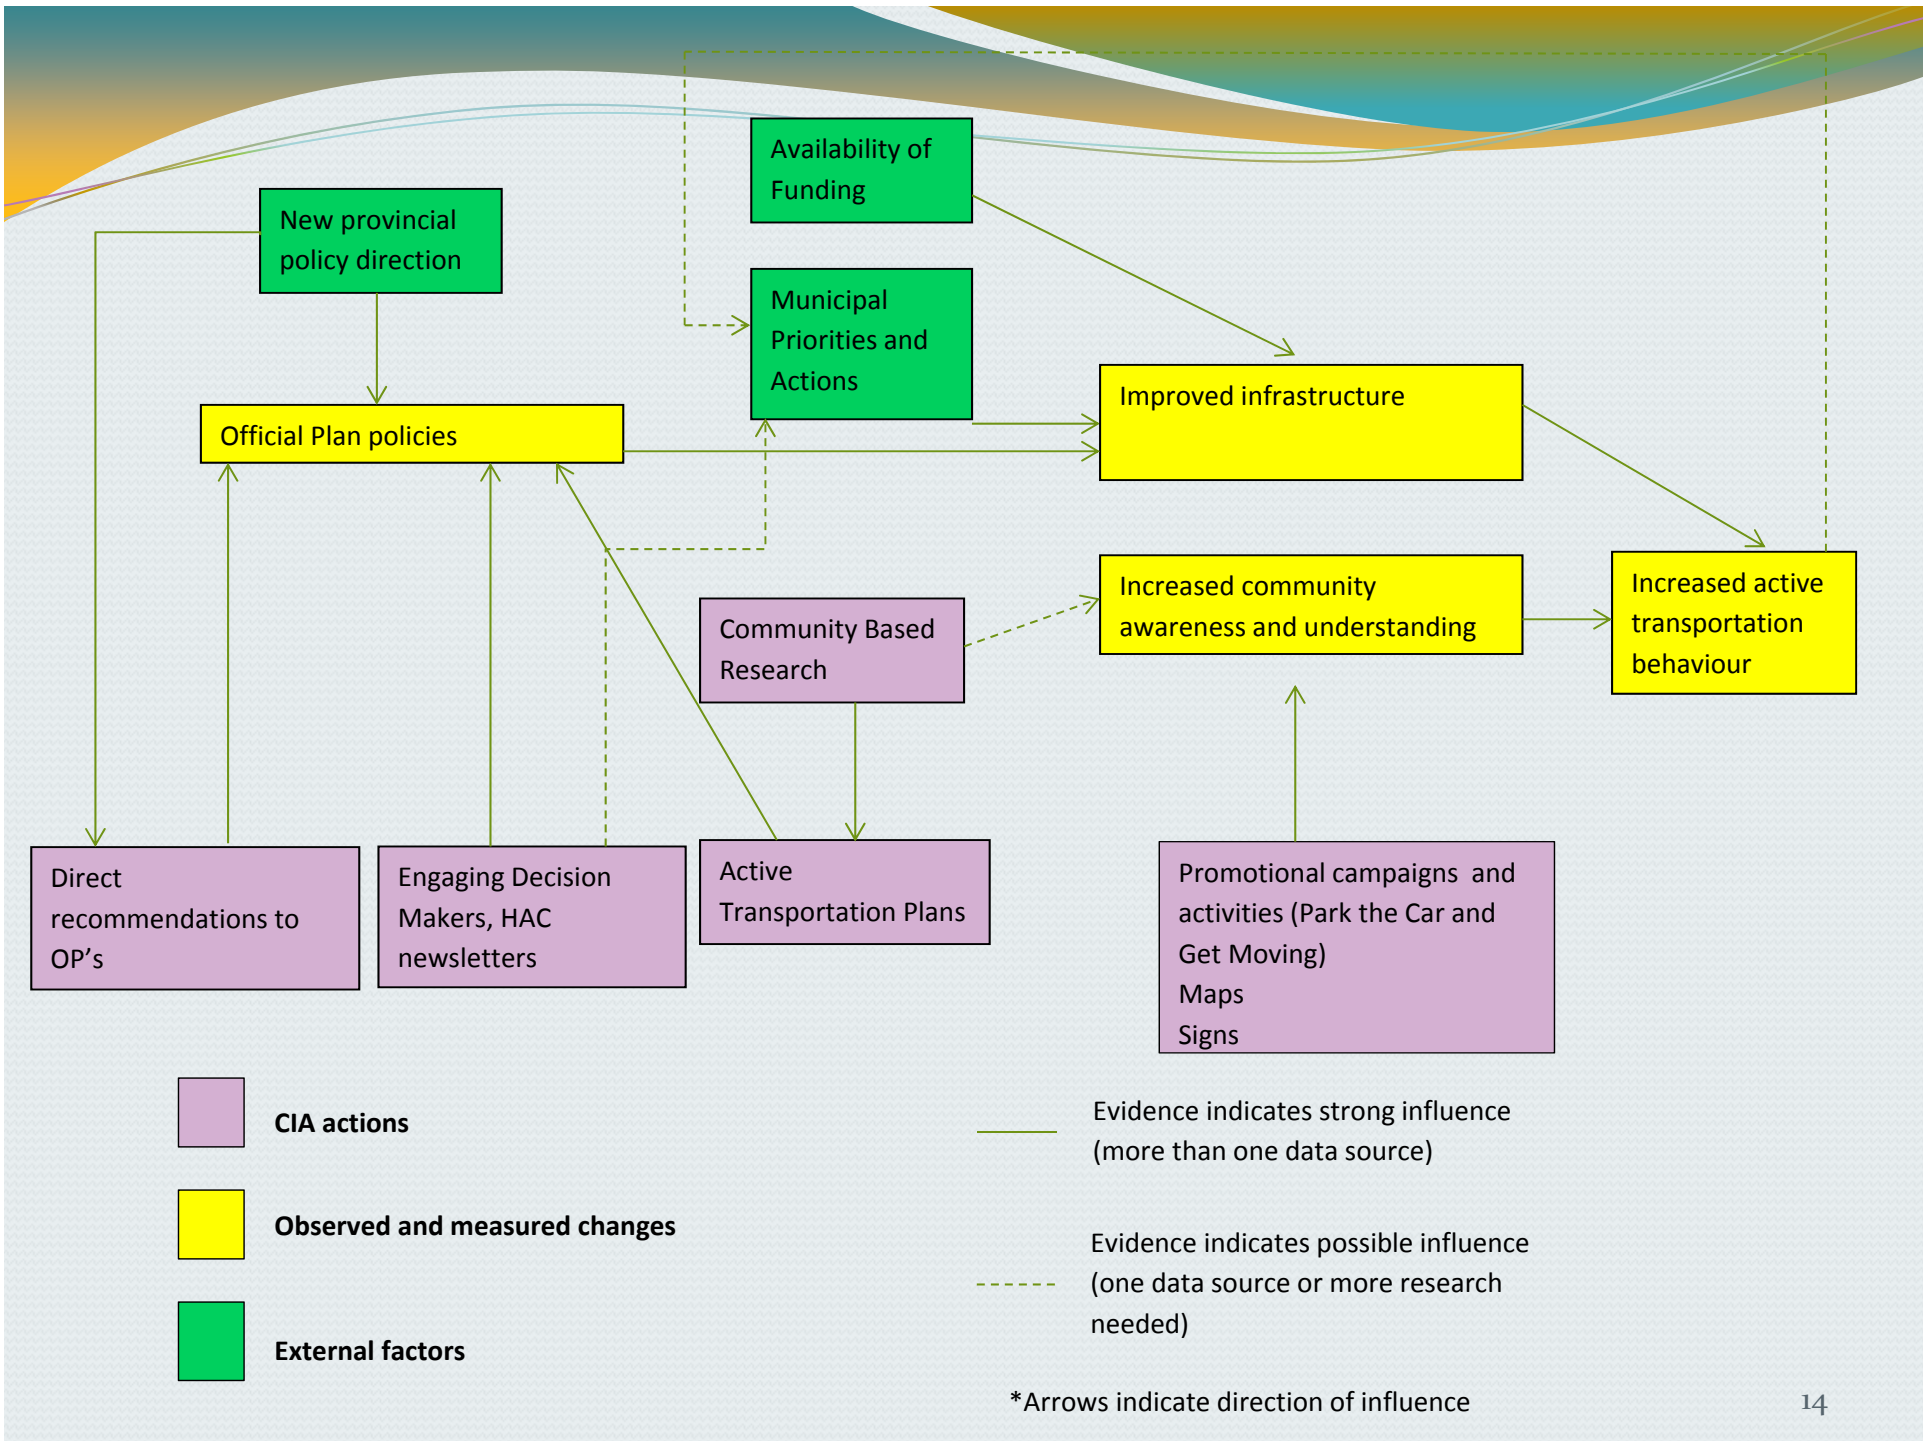 Availability of
Funding
New provincial
policy direction
Municipal
Priorities and
Actions
Improved infrastructure
Official Plan policies
Increased community
awareness and understanding
Increased active
transportation
behaviour
Community Based
Research
Direct
recommendations to
OP’s
Engaging Decision
Makers, HAC
newsletters
Active
Transportation Plans
Promotional campaigns  and
activities (Park the Car and
Get Moving)
Maps
Signs
CIA actions
Observed and measured changes
External factors
Evidence indicates strong influence
(more than one data source)
Evidence indicates possible influence
(one data source or more research
needed)
*Arrows indicate direction of influence
14